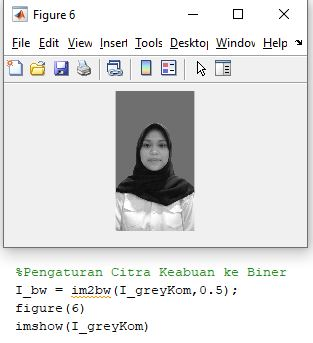 Figure 6
File Edit View Insert Tools Desktop Window Help
%Pengaturan Citra Keabuan ke Biner
I_bw = im2bw(I_greyKom,0.5);
figure(6)
imshow(I_greyKom)